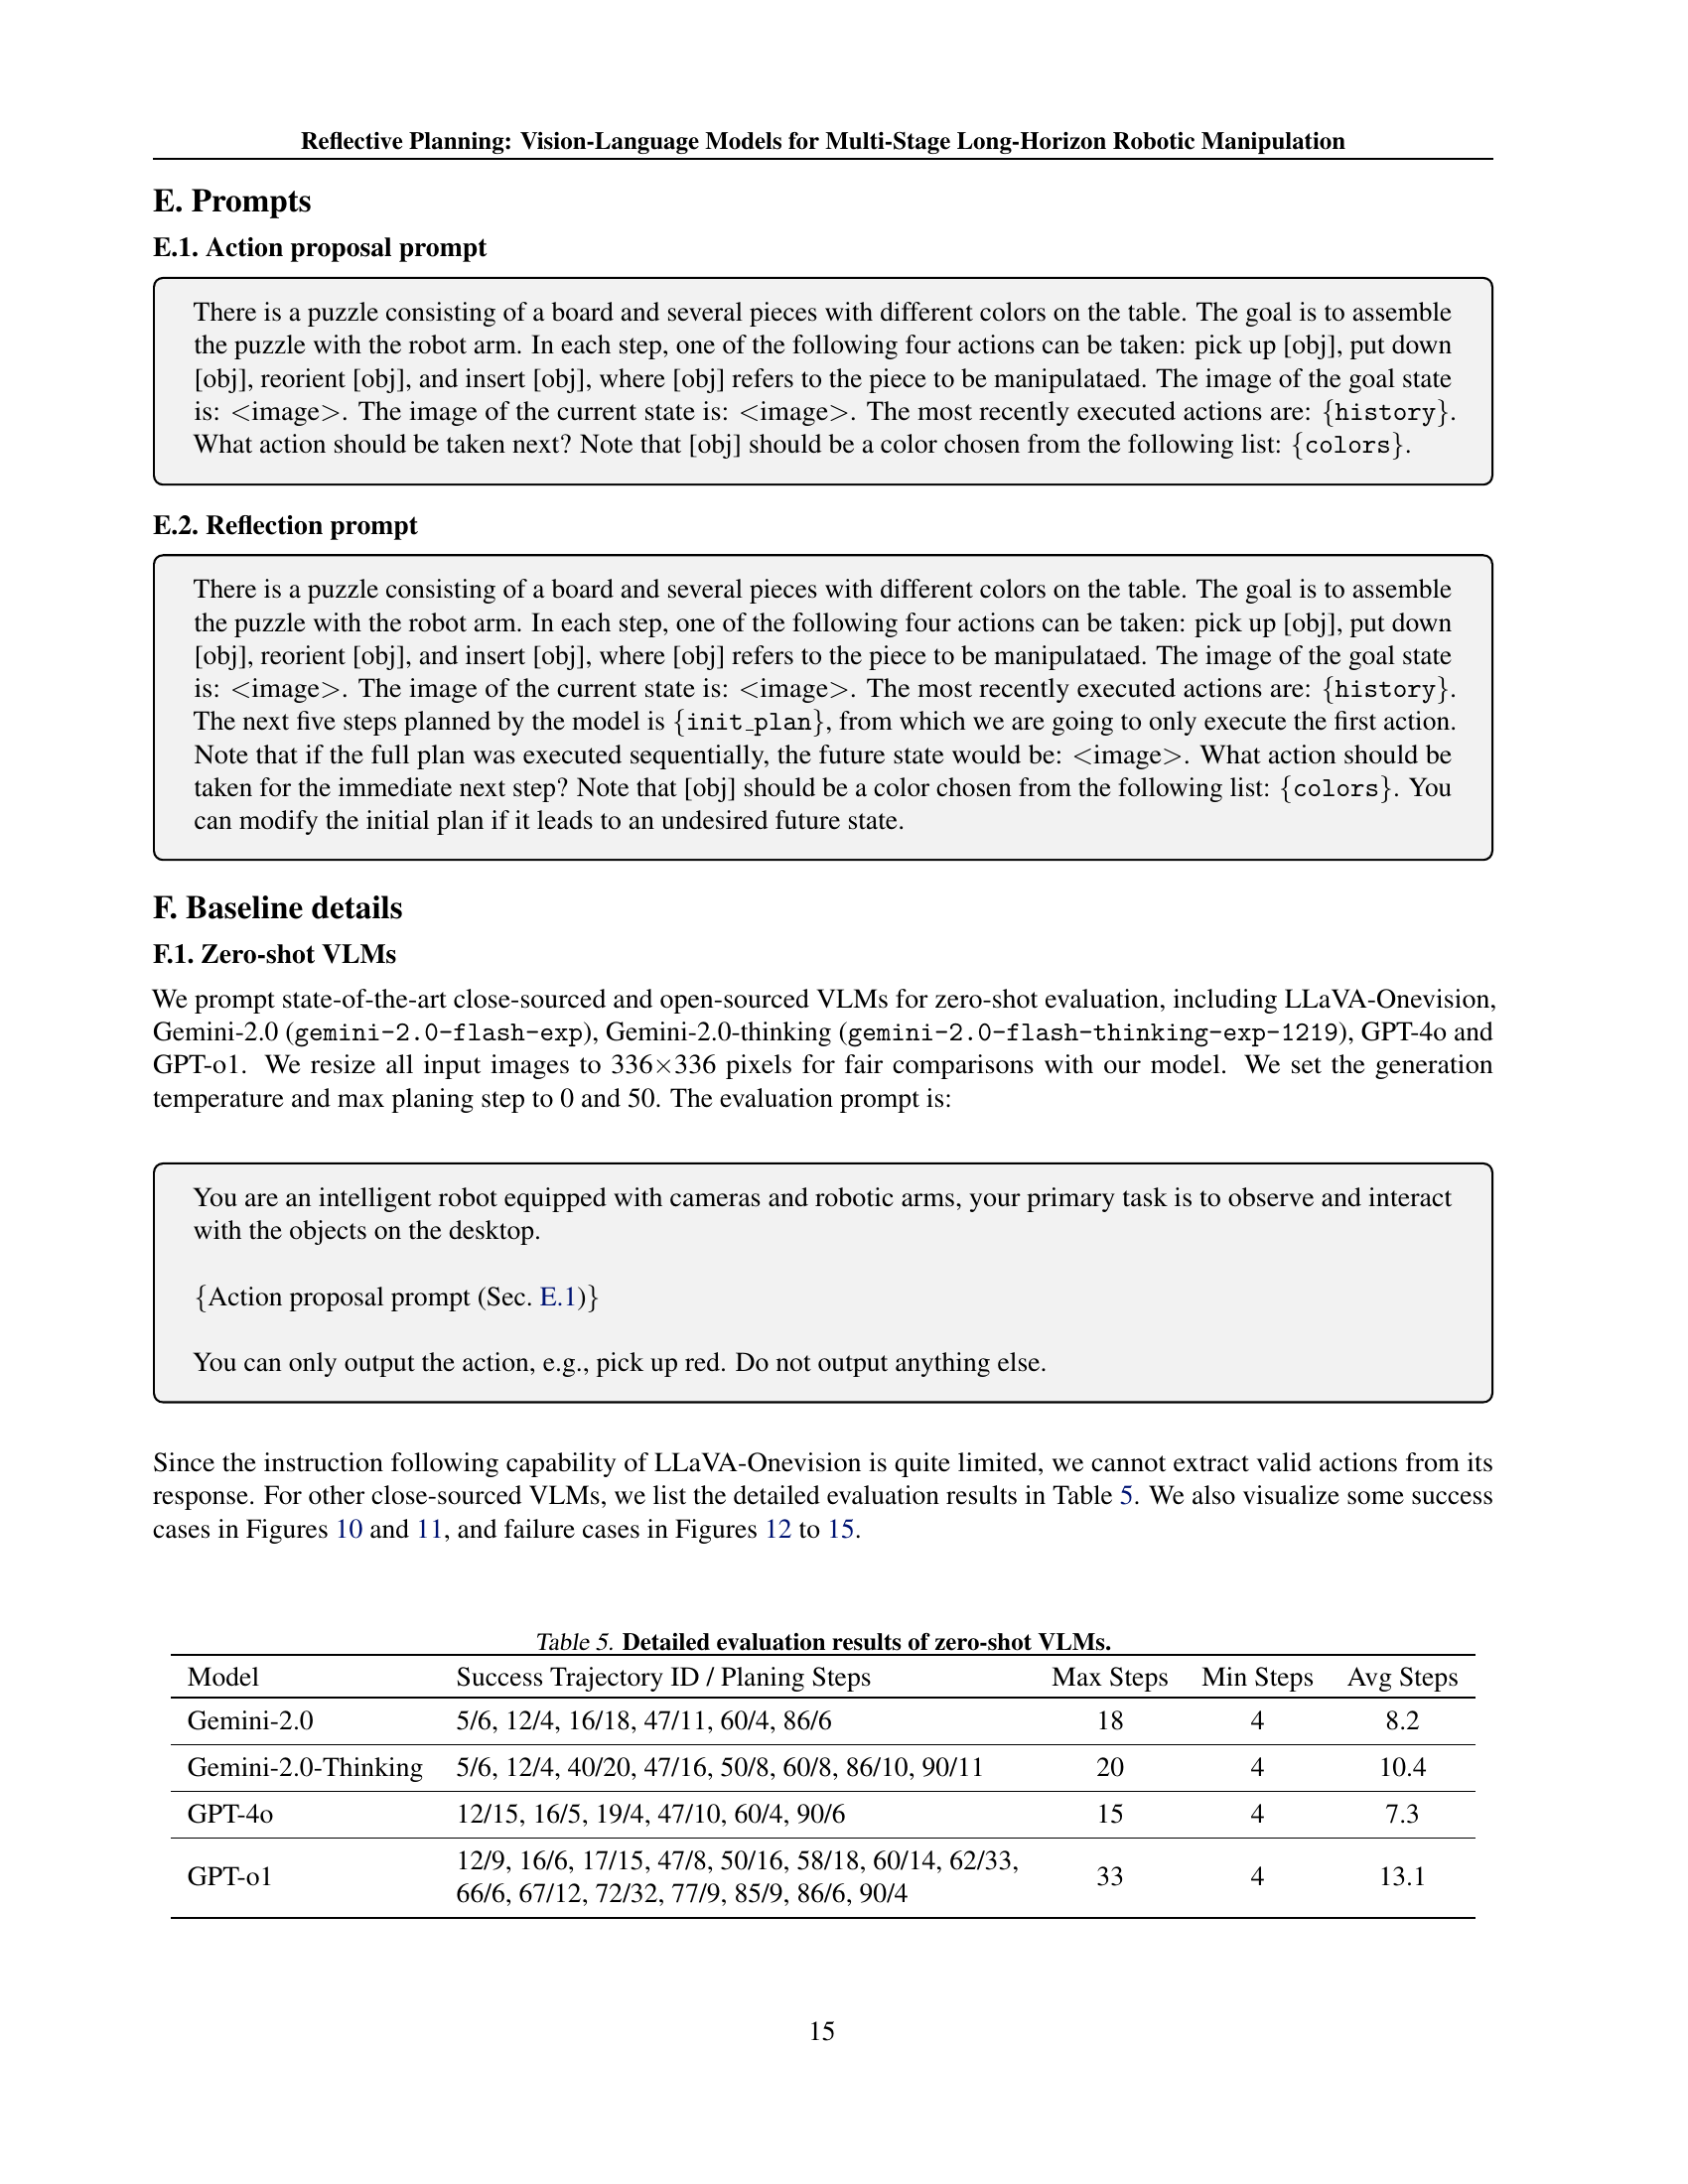 Reflective Planning: Vision-Language Models for Multi-Stage Long-Horizon Robotic Manipulation
E. Prompts
E.1. Action proposal prompt
There is a puzzle consisting of a board and several pieces with different colors on the table. The goal is to assemble
the puzzle with the robot arm. In each step, one of the following four actions can be taken: pick up [obj], put down
[obj], reorient [obj], and insert [obj], where [obj] refers to the piece to be manipulataed. The image of the goal state
is: <image>. The image of the current state is: <image>. The most recently executed actions are: {history}.
What action should be taken next? Note that [obj] should be a color chosen from the following list: {colors}.
E.2. Reflection prompt
There is a puzzle consisting of a board and several pieces with different colors on the table. The goal is to assemble
the puzzle with the robot arm. In each step, one of the following four actions can be taken: pick up [obj], put down
[obj], reorient [obj], and insert [obj], where [obj] refers to the piece to be manipulataed. The image of the goal state
is: <image>. The image of the current state is: <image>. The most recently executed actions are: {history}.
The next five steps planned by the model is {init_plan}, from which we are going to only execute the first action.
Note that if the full plan was executed sequentially, the future state would be: <image>. What action should be
taken for the immediate next step? Note that [obj] should be a color chosen from the following list: {colors}. You
can modify the initial plan if it leads to an undesired future state.
F. Baseline details
F.1. Zero-shot VLMs
We prompt state-of-the-art close-sourced and open-sourced VLMs for zero-shot evaluation, including LLaVA-Onevision,
Gemini-2.0 (gemini-2.0-flash-exp), Gemini-2.0-thinking (gemini-2.0-flash-thinking-exp-1219), GPT-4o and
GPT-o1. We resize all input images to 336×336 pixels for fair comparisons with our model. We set the generation
temperature and max planing step to 0 and 50. The evaluation prompt is:
You are an intelligent robot equipped with cameras and robotic arms, your primary task is to observe and interact
with the objects on the desktop.
{Action proposal prompt (Sec. E.1)}
You can only output the action, e.g., pick up red. Do not output anything else.
Since the instruction following capability of LLaVA-Onevision is quite limited, we cannot extract valid actions from its
response. For other close-sourced VLMs, we list the detailed evaluation results in Table 5. We also visualize some success
cases in Figures 10 and 11, and failure cases in Figures 12 to 15.
Table 5. Detailed evaluation results of zero-shot VLMs.
Model Success Trajectory ID / Planing Steps Max Steps Min Steps Avg Steps
Gemini-2.0 5/6, 12/4, 16/18, 47/11, 60/4, 86/6 18 4 8.2
Gemini-2.0-Thinking 5/6, 12/4, 40/20, 47/16, 50/8, 60/8, 86/10, 90/11 20 4 10.4
GPT-4o 12/15, 16/5, 19/4, 47/10, 60/4, 90/6 15 4 7.3
GPT-o1 12/9, 16/6, 17/15, 47/8, 50/16, 58/18, 60/14, 62/33, 33 4 13.1
66/6, 67/12, 72/32, 77/9, 85/9, 86/6, 90/4
15